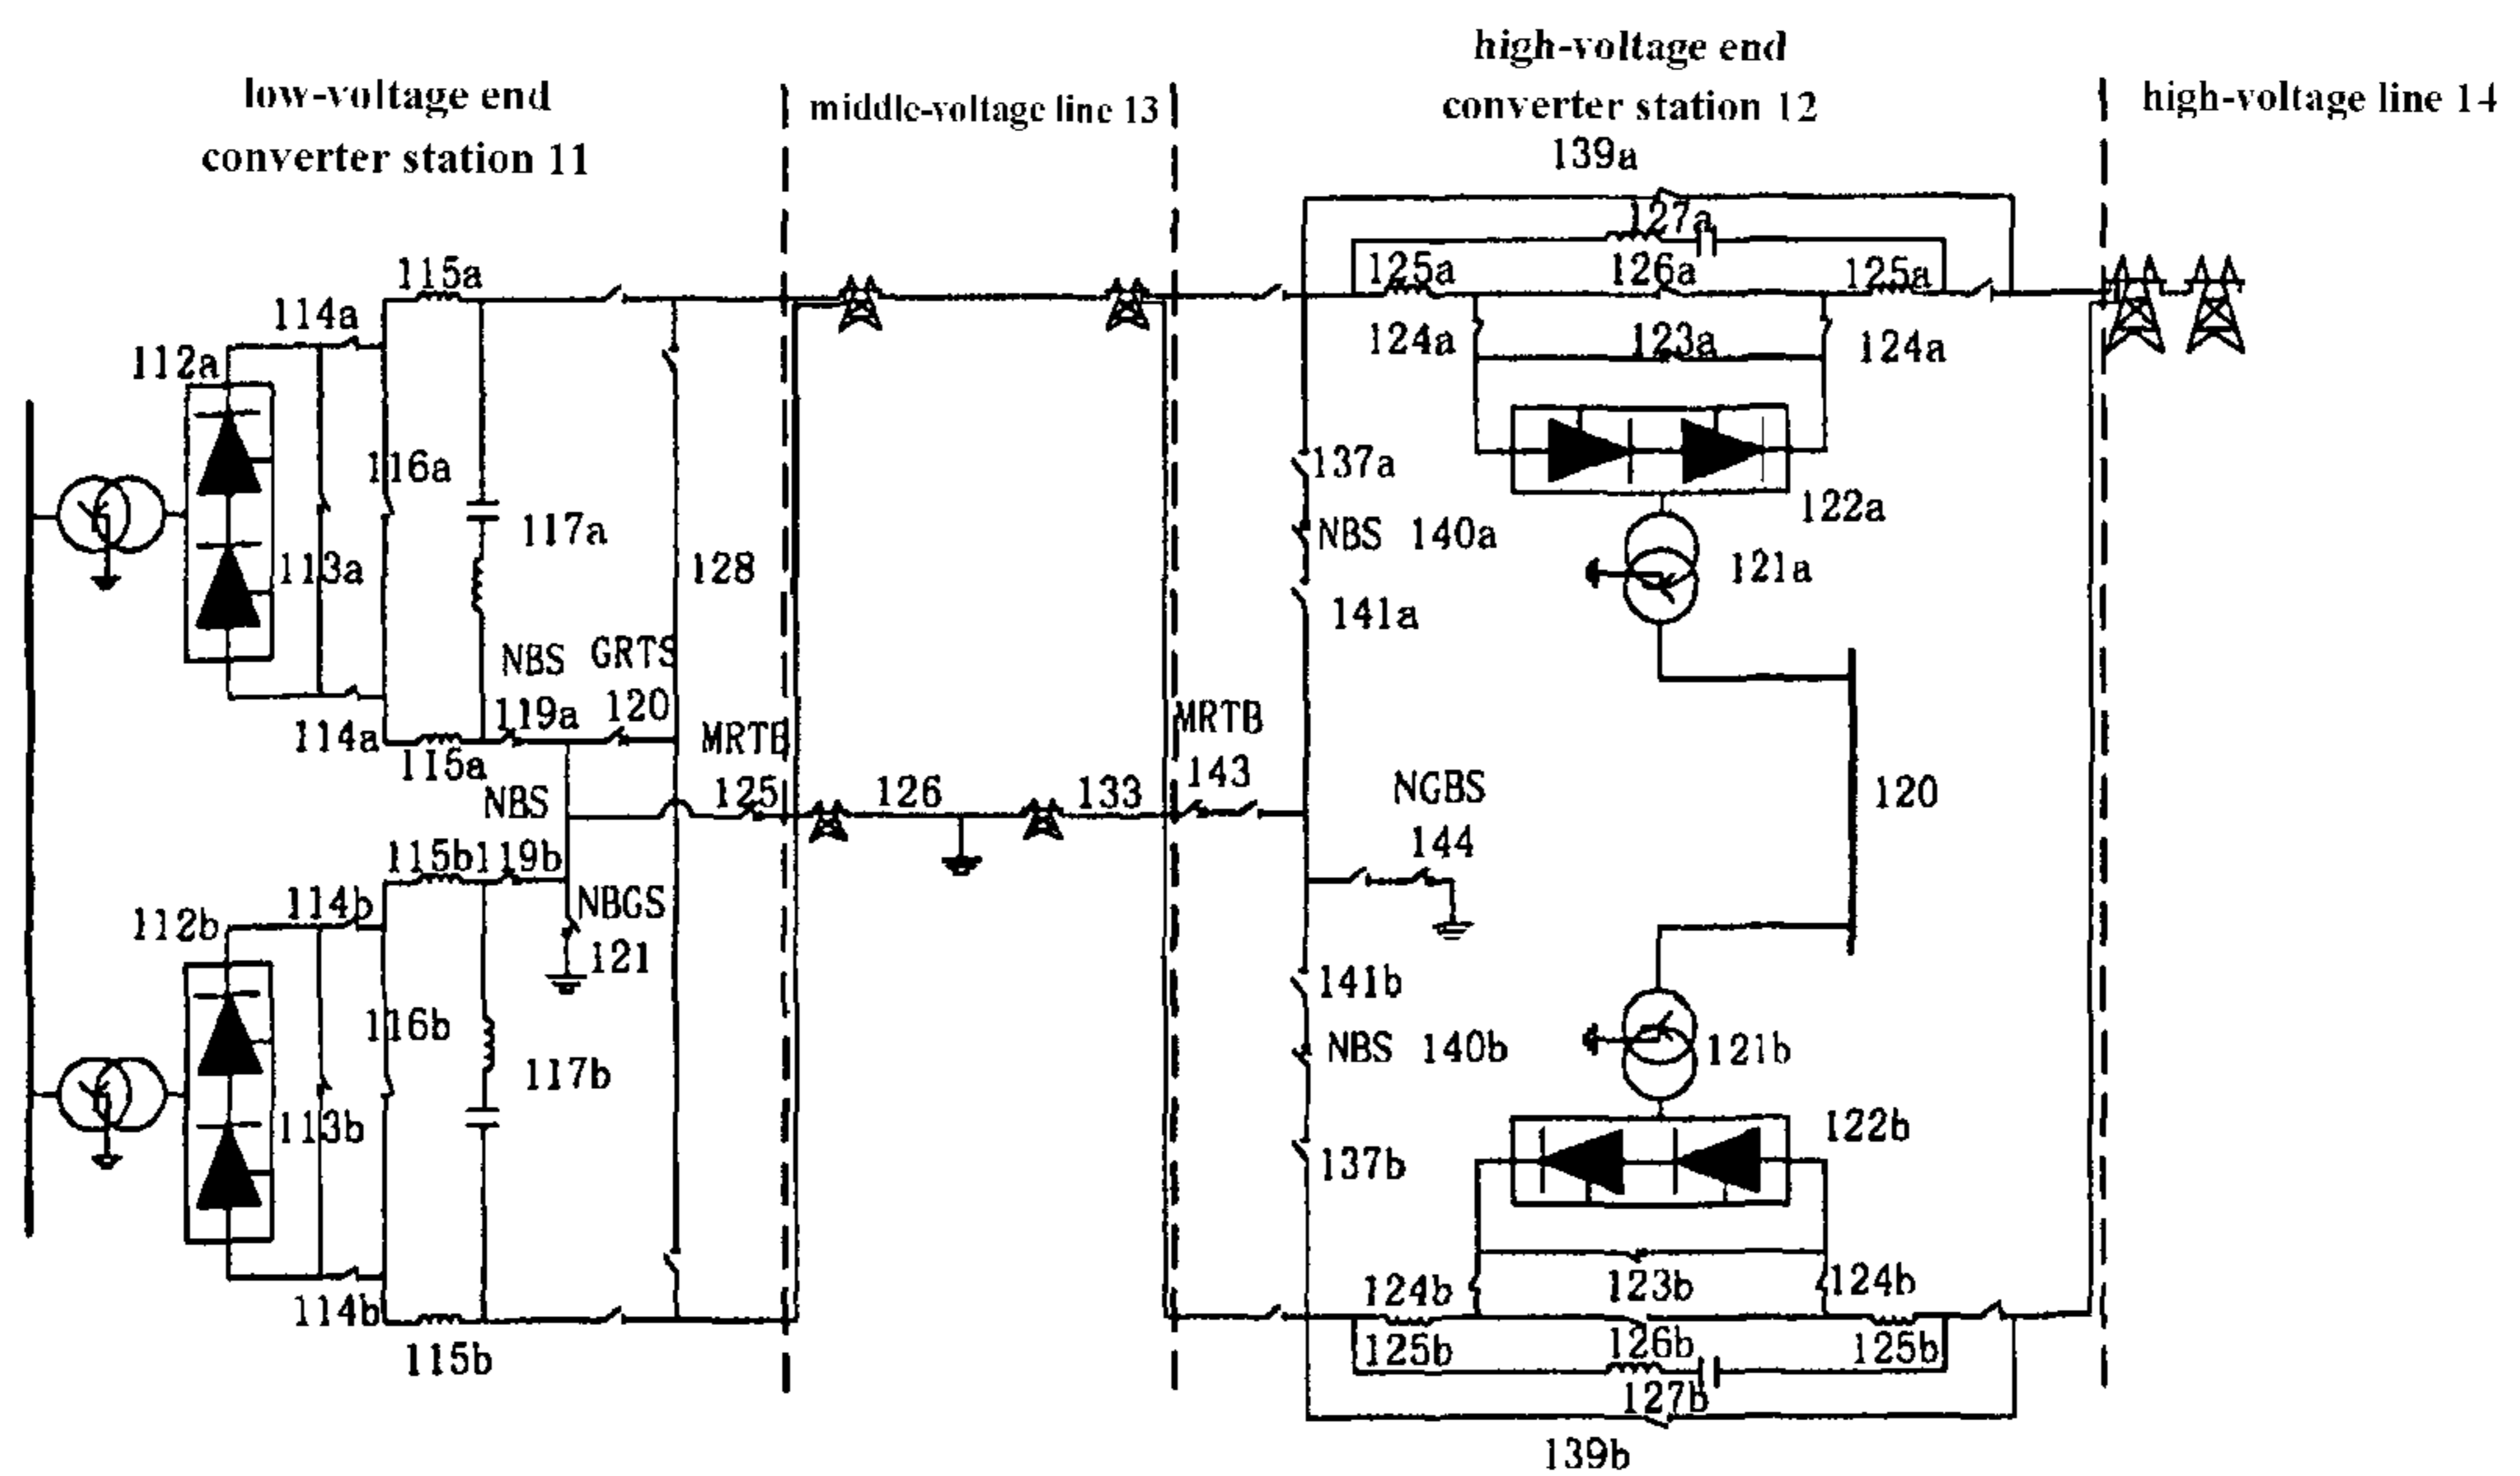 low-voltage end
converter station 11
middle-voltage line 13
high-voltage end
converter station 12
high-voltage line 14
139a
127a
115a
125a
126a
125a
114a
112a
124a
123a
124a
116a
137a
117a
NBS 140a
122a
113a
128
121a
141a
NBS
GRTS
119a
120
114a
115a
MRTB
MRTB
NBS
125
126
133
143
NGBS
120
115b
119b
144
114b
112b
NBGS
121
141b
116b
NBS 140b
121b
117b
113b
122b
137b
114b
124b
123b
124b
115b
125b
126b
125b
127b
139b